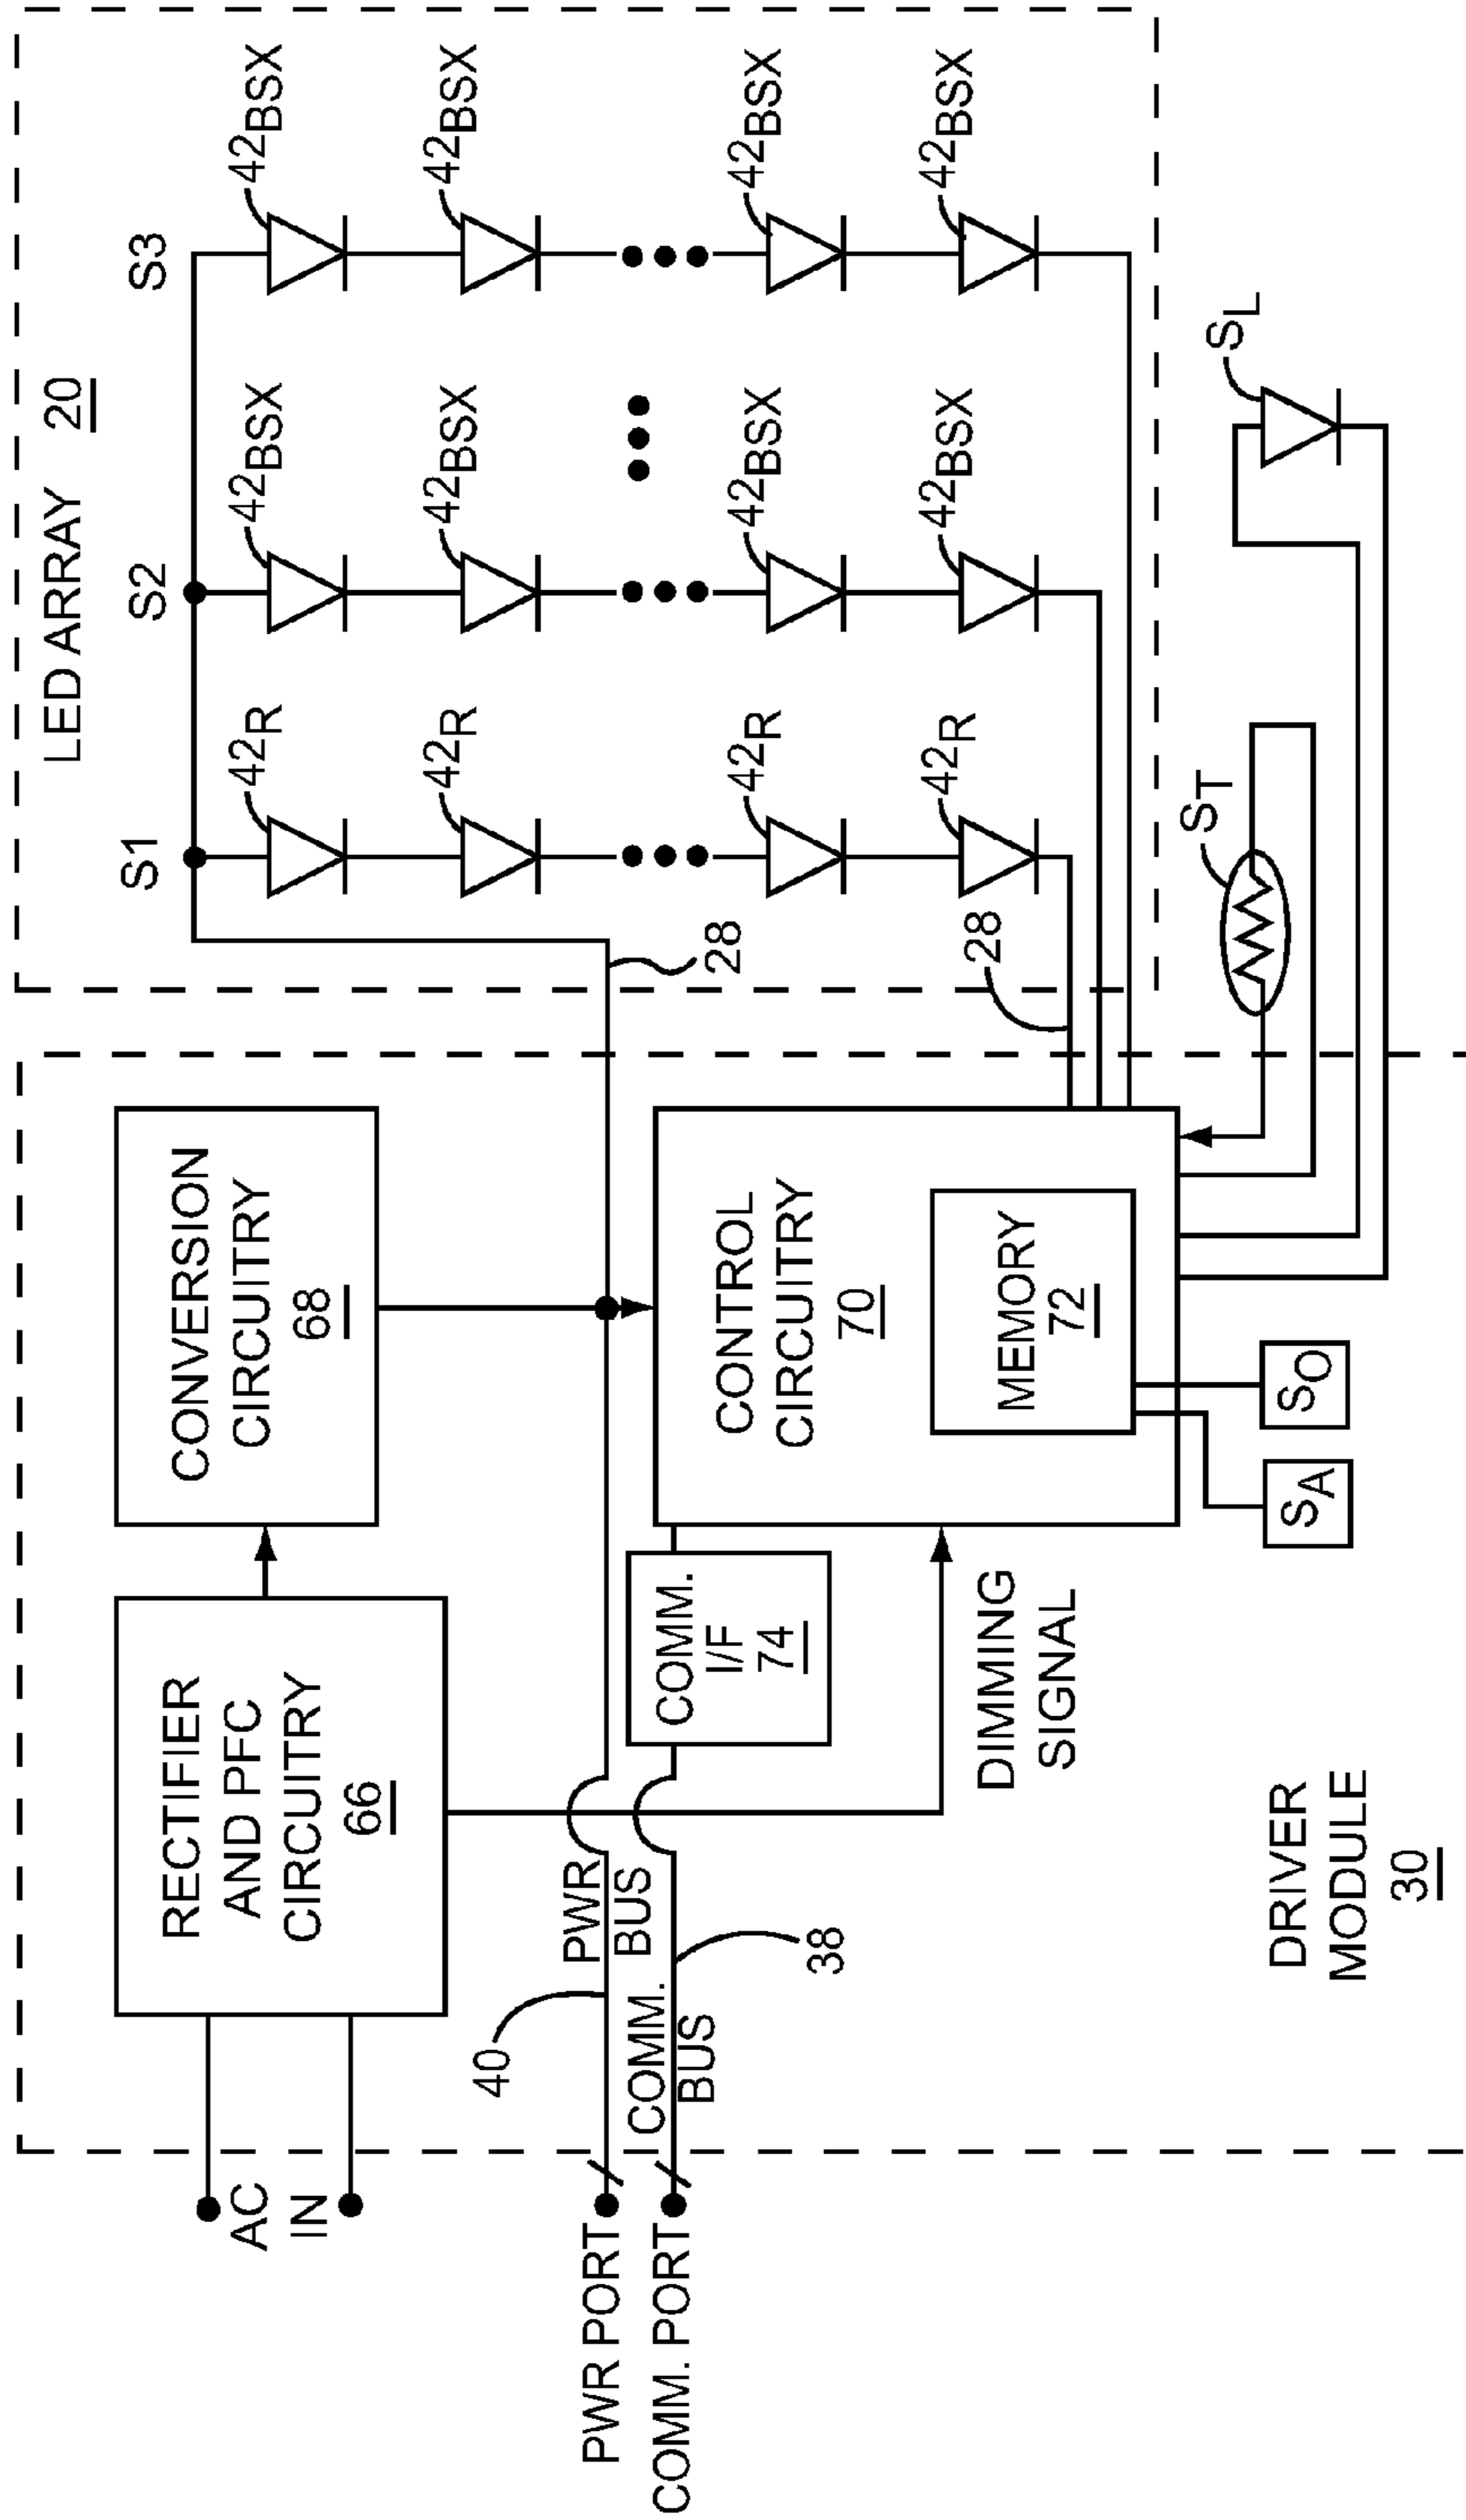 LED ARRAY 20
S1
S2
S3
42R
42BSX
42BSX
42R
42BSX
42BSX
42R
42BSX
42BSX
42R
42BSX
42BSX
28
28
ST
SL
CONVERSION
CIRCUITRY
68
CONTROL
CIRCUITRY
70
MEMORY
72
SO
SA
RECTIFIER
AND PFC
CIRCUITRY
66
COMM.
I/F
74
DIMMING
SIGNAL
PWR
BUS
40
COMM.
BUS
38
DRIVER
MODULE
30
AC
IN
PWR PORT
COMM. PORT